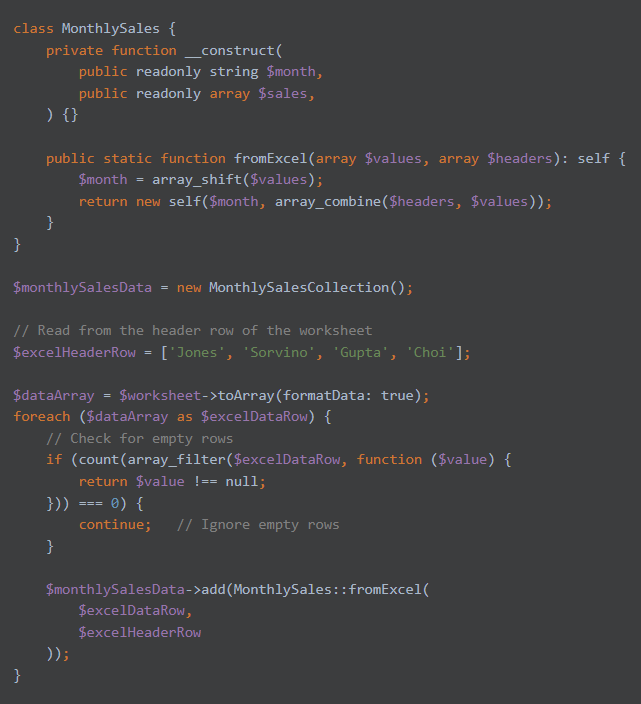 class MonthlySales {
    private function __construct(
        public readonly string $month,
        public readonly array $sales,
    ) {}

    public static function fromExcel(array $values, array $headers): self {
        $month = array_shift($values);
        return new self($month, array_combine($headers, $values));
    }
}

$monthlySalesData = new MonthlySalesCollection();

// Read from the header row of the worksheet
$excelHeaderRow = ['Jones', 'Sorvino', 'Gupta', 'Choi'];

$dataArray = $worksheet->toArray(formatData: true);
foreach ($dataArray as $excelDataRow) {
    // Check for empty rows
    if (count(array_filter($excelDataRow, function ($value) {
        return $value !== null;
    })) === 0) {
        continue;   // Ignore empty rows
    }

    $monthlySalesData->add(MonthlySales::fromExcel(
        $excelDataRow,
        $excelHeaderRow
    ));
}